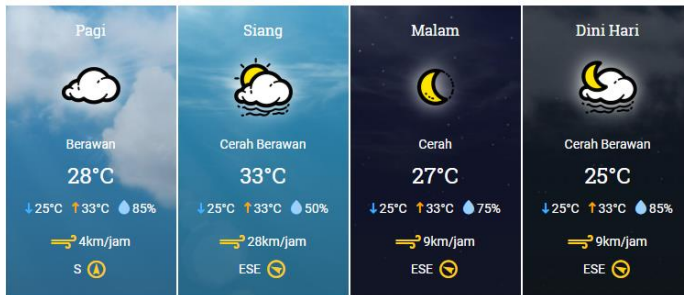 Pagi
Berawan
28°C
↓25°C ↑33°C 85%
4km/jam
S
Siang
Cerah Berawan
33°C
↓25°C ↑33°C 50%
28km/jam
ESE
Malam
Cerah
27°C
↓25°C ↑33°C 75%
9km/jam
ESE
Dini Hari
Cerah Berawan
25°C
↓25°C ↑33°C 85%
9km/jam
ESE